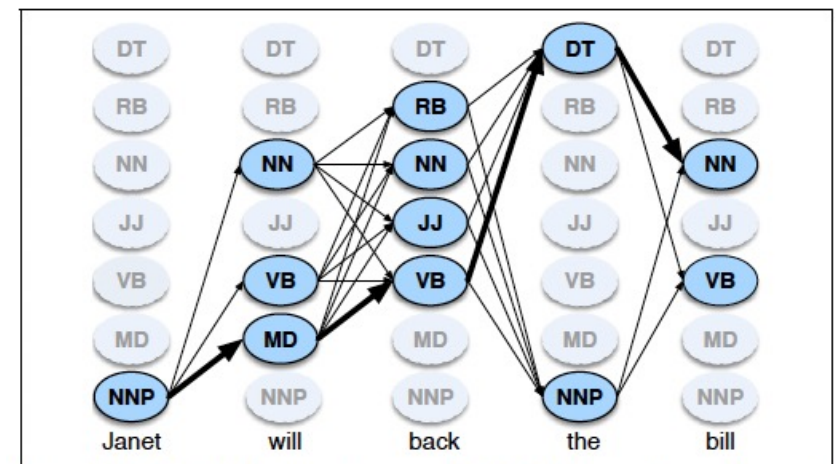 DT DT DT DT DT
RB RB RB RB RB
NN NN NN NN NN
JJ JJ JJ JJ JJ
VB VB VB VB VB
MD MD MD MD MD
NNP NNP NNP NNP NNP
Janet will back the bill